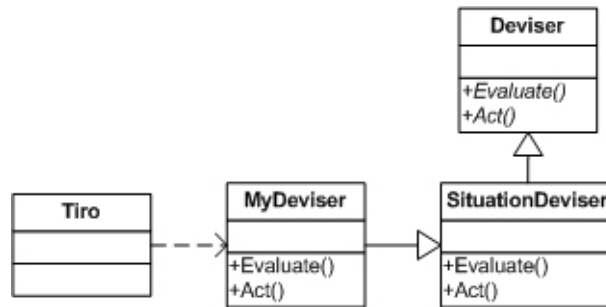 Deviser
+Evaluate()
+Act()
Tiro
MyDeviser
+Evaluate()
+Act()
SituationDeviser
+Evaluate()
+Act()